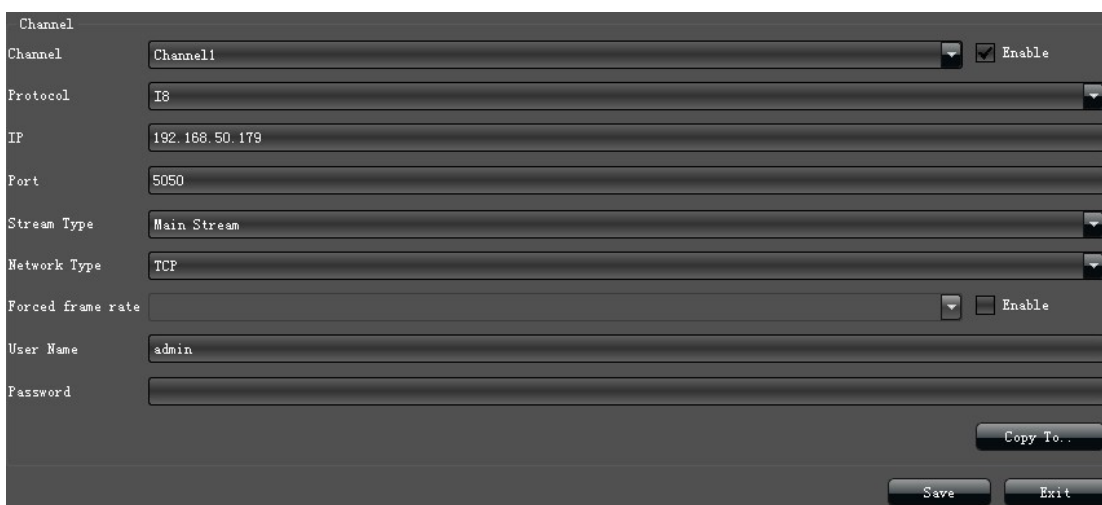 Channel
Channel Channel1 Enable
Protocol I8
IP 192.168.50.179
Port 5050
Stream Type Main Stream
Network Type TCP
Forced frame rate Enable
User Name admin
Password
Copy To..
Save Exit